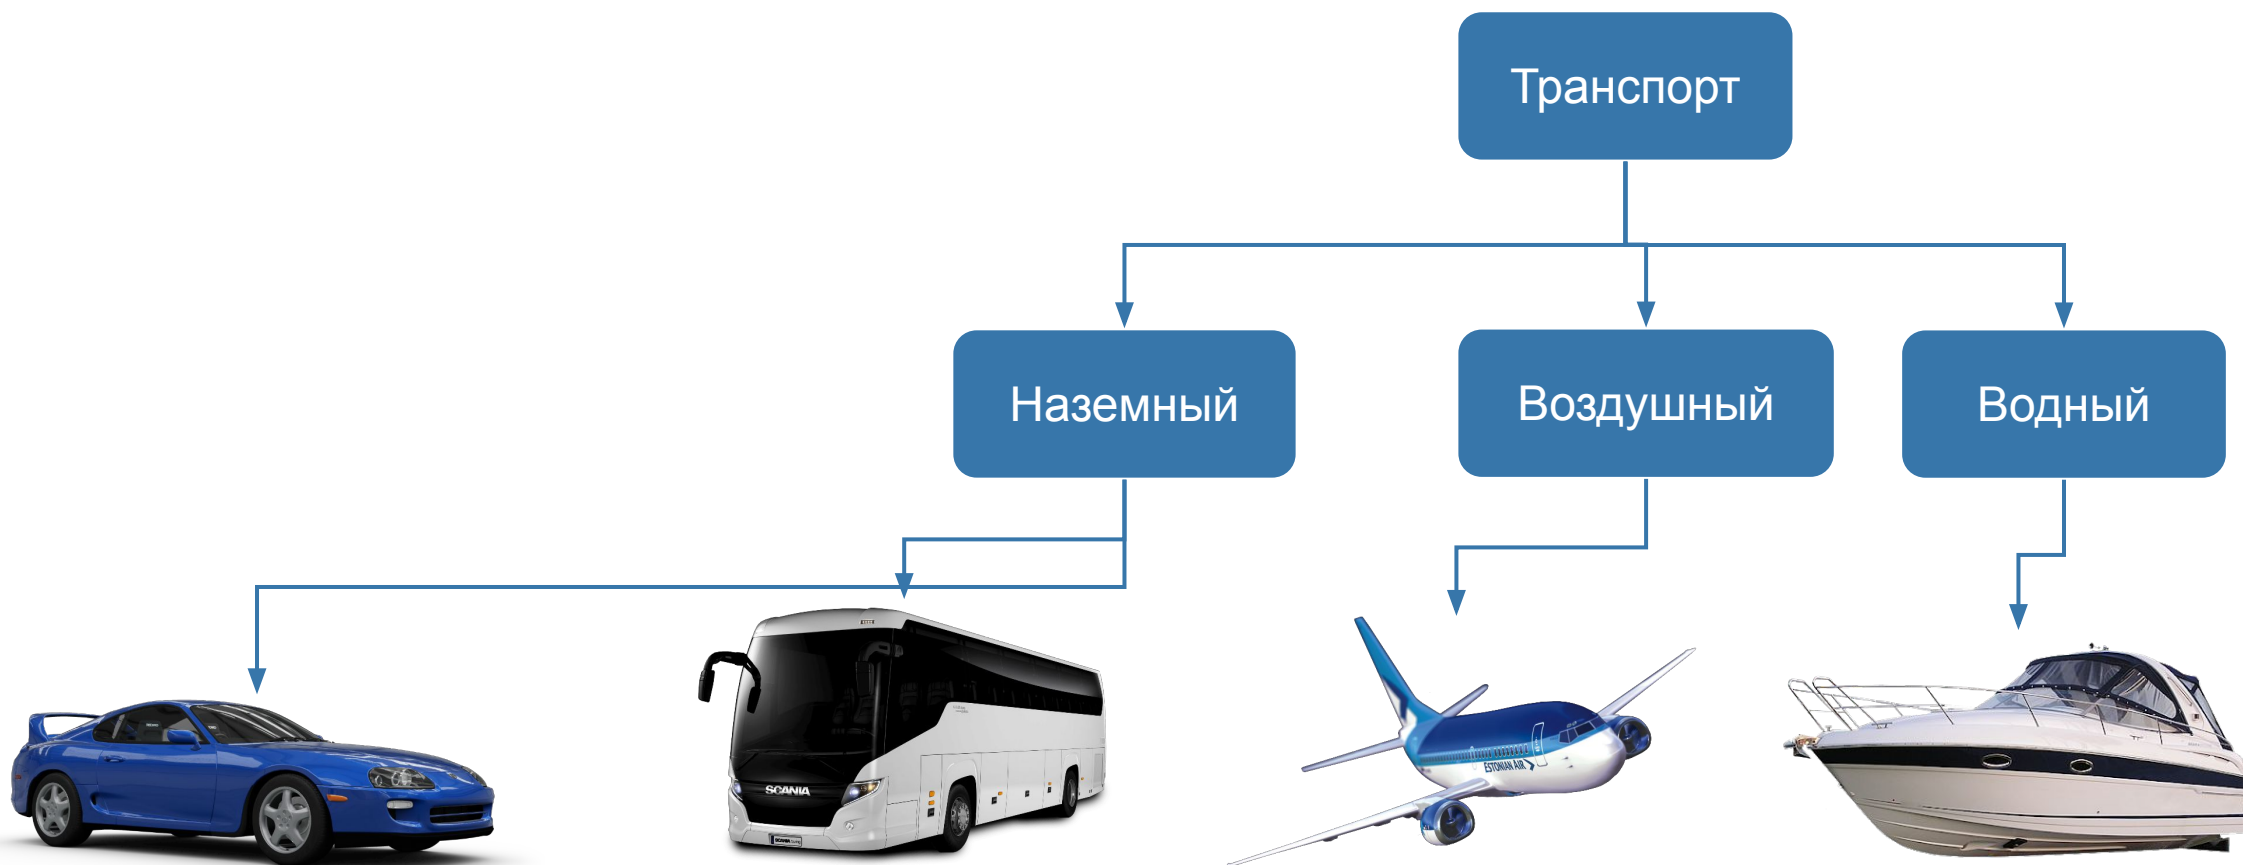 Транспорт
Наземный
Воздушный
Водный
SCANIA
ESTONIAN AIR